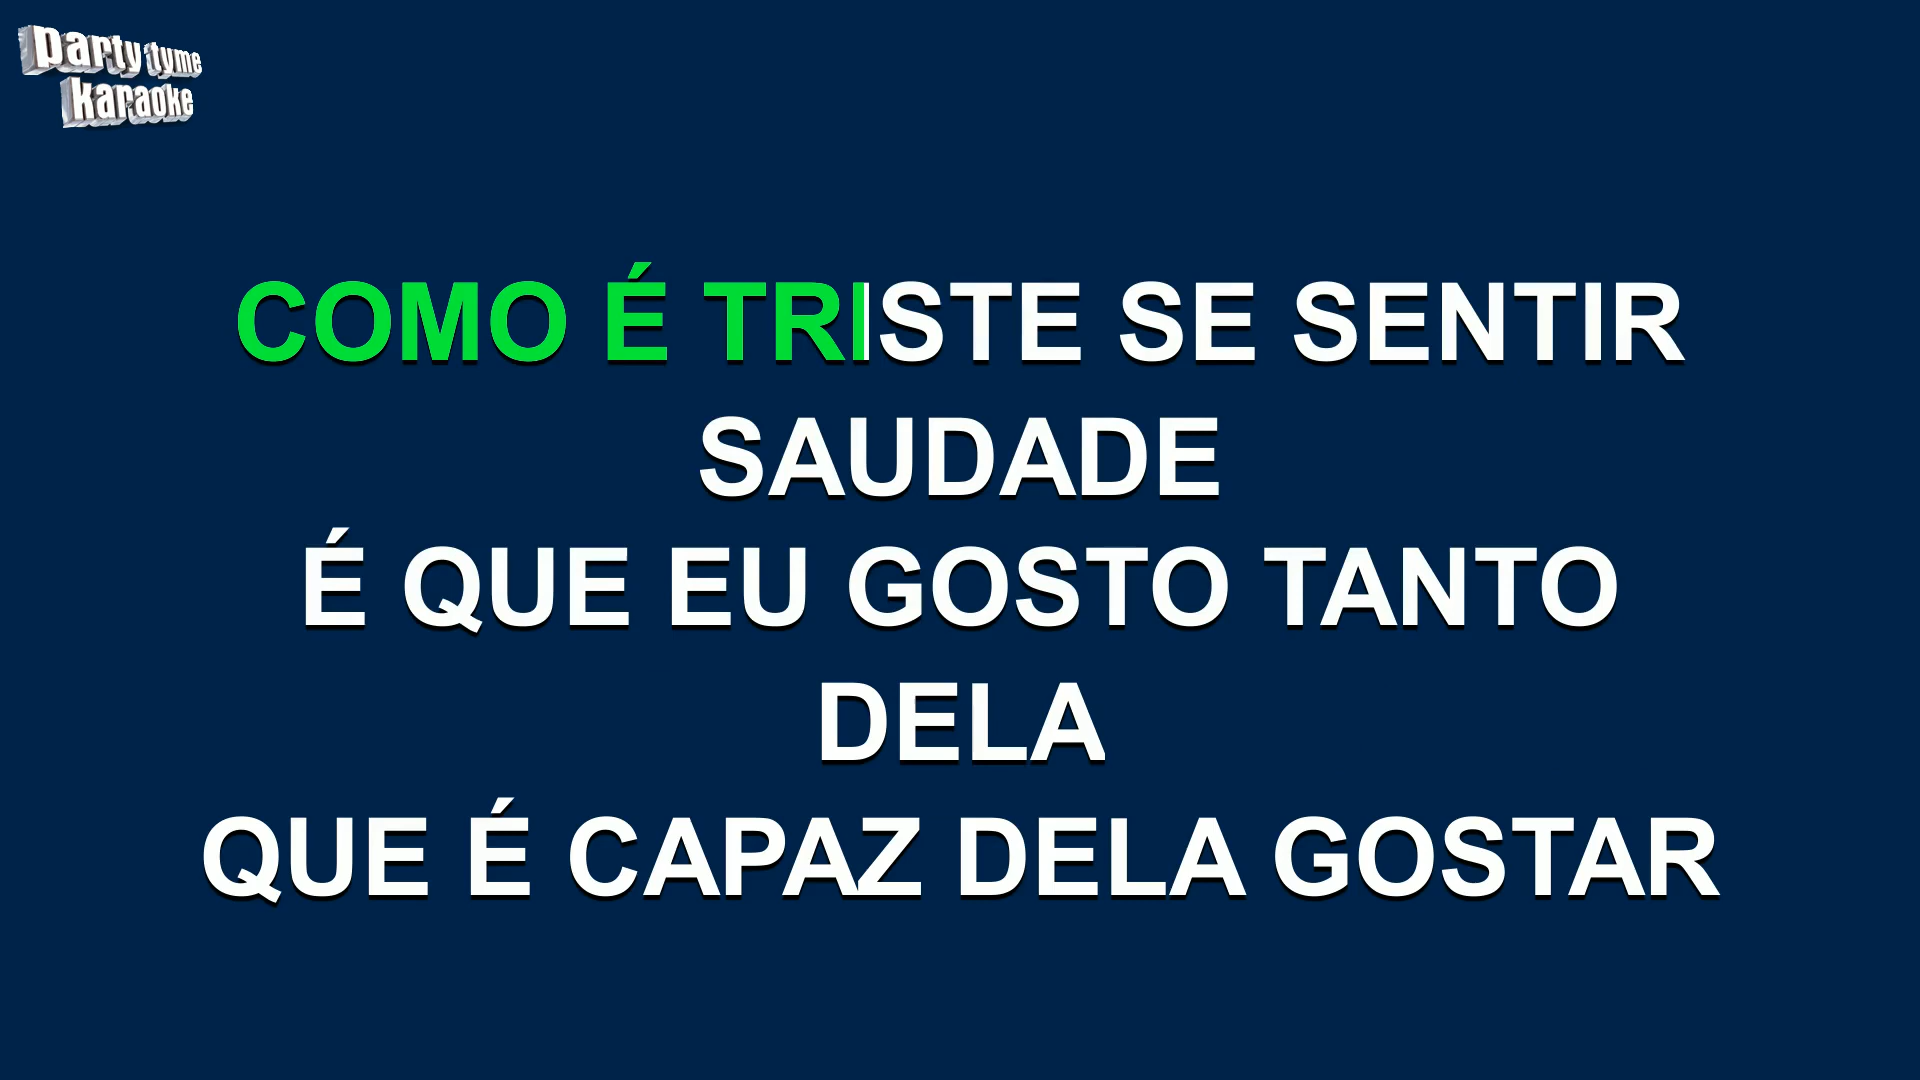 party tyme
karaoke
COMO É TRISTE SE SENTIR
SAUDADE
É QUE EU GOSTO TANTO
DELA
QUE É CAPAZ DELA GOSTAR